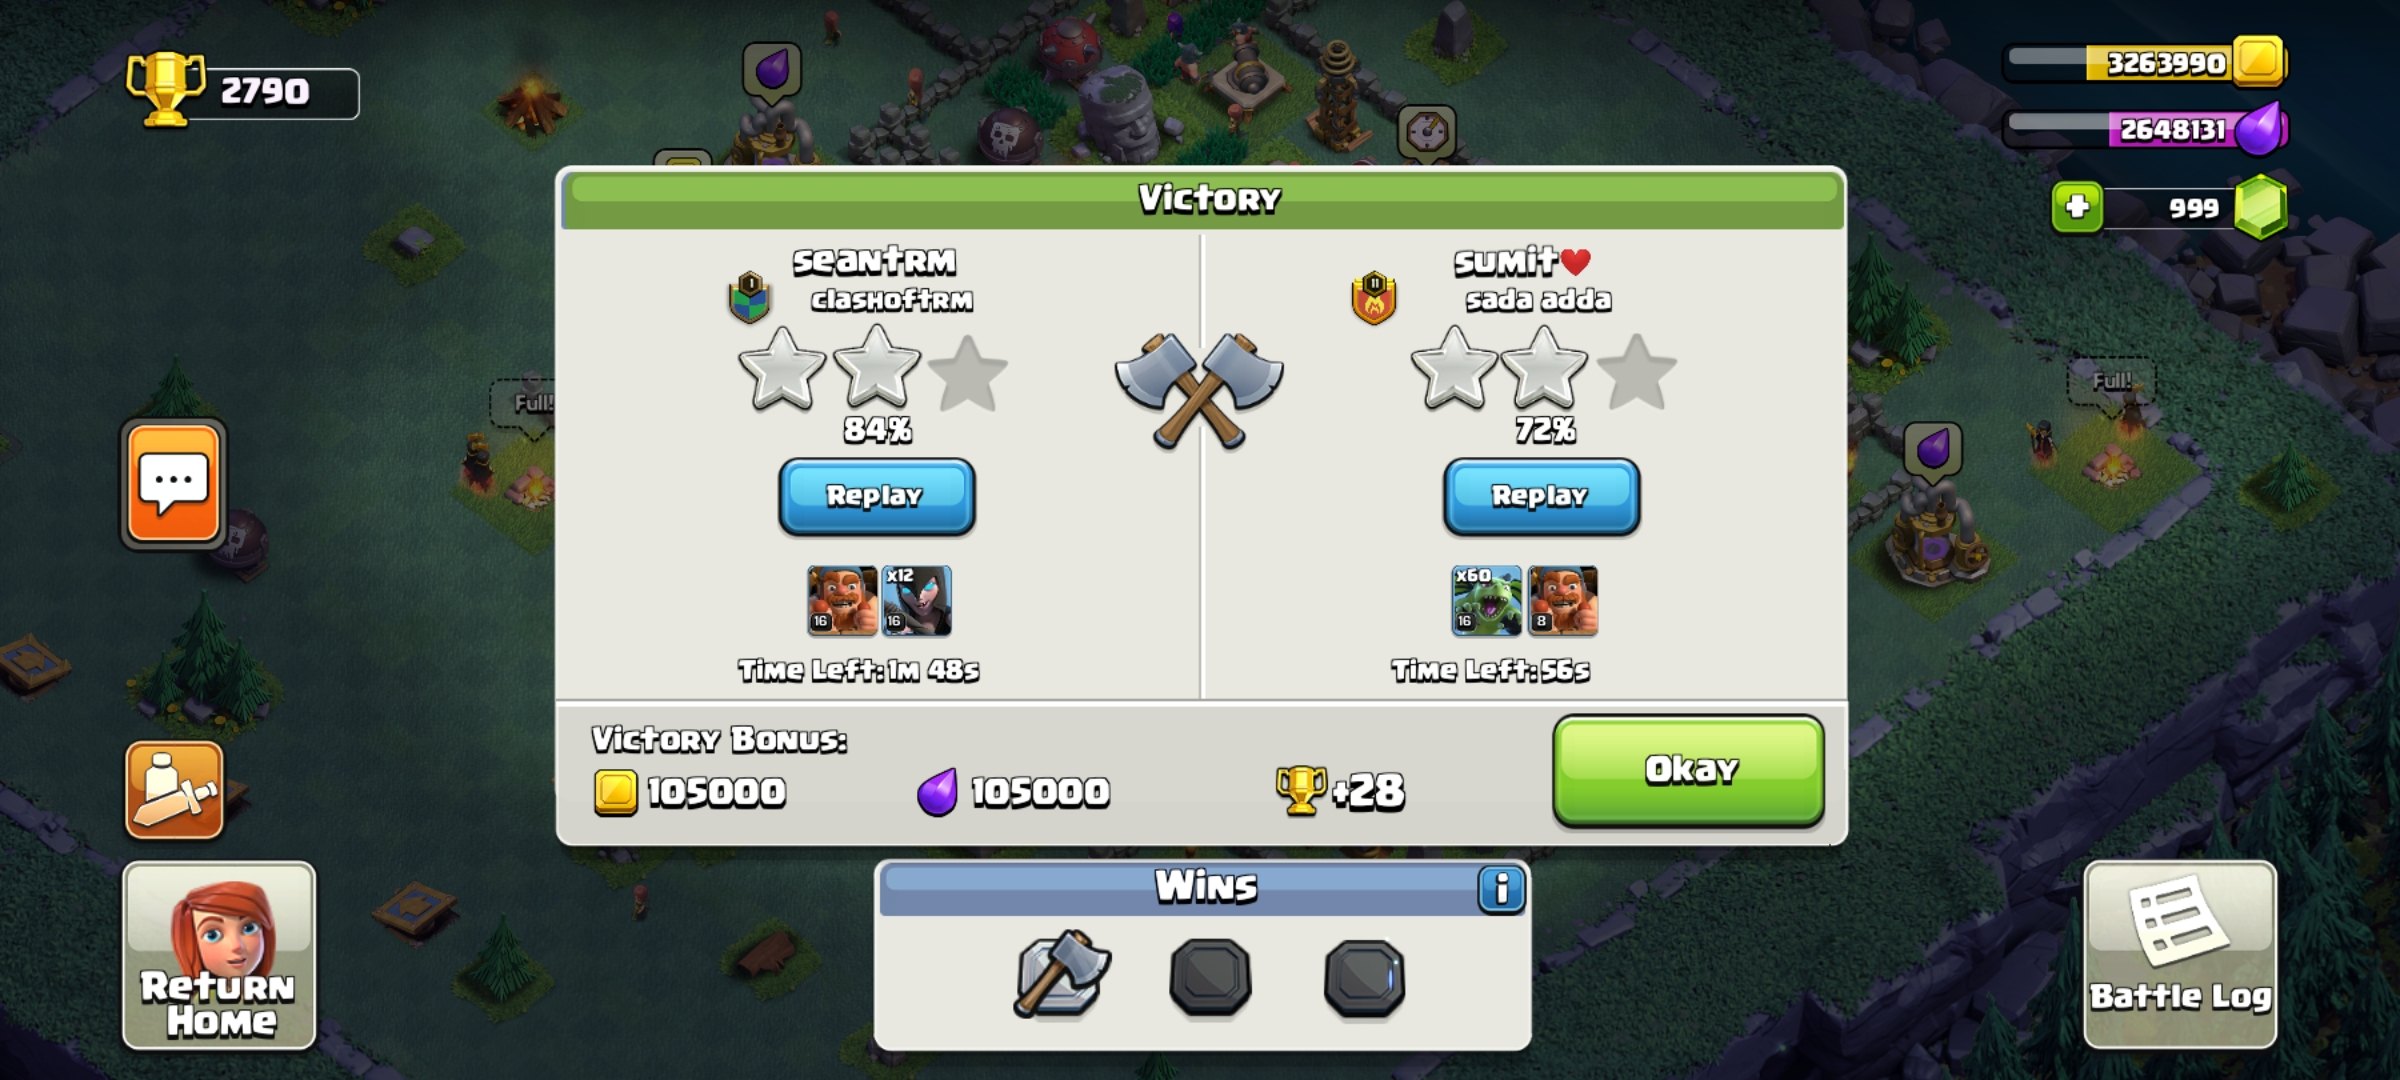 2790
3263990
2648131
999
Victory
seantrm
clashoftrm
84%
Replay
16
x12
16
Time Left:1m 48s
sumit❤️
sada adda
72%
Replay
x60
16
8
Time Left:56s
Full!
Full!
Victory Bonus:
105000
105000
+28
Okay
Wins
i
Return
Home
Battle Log